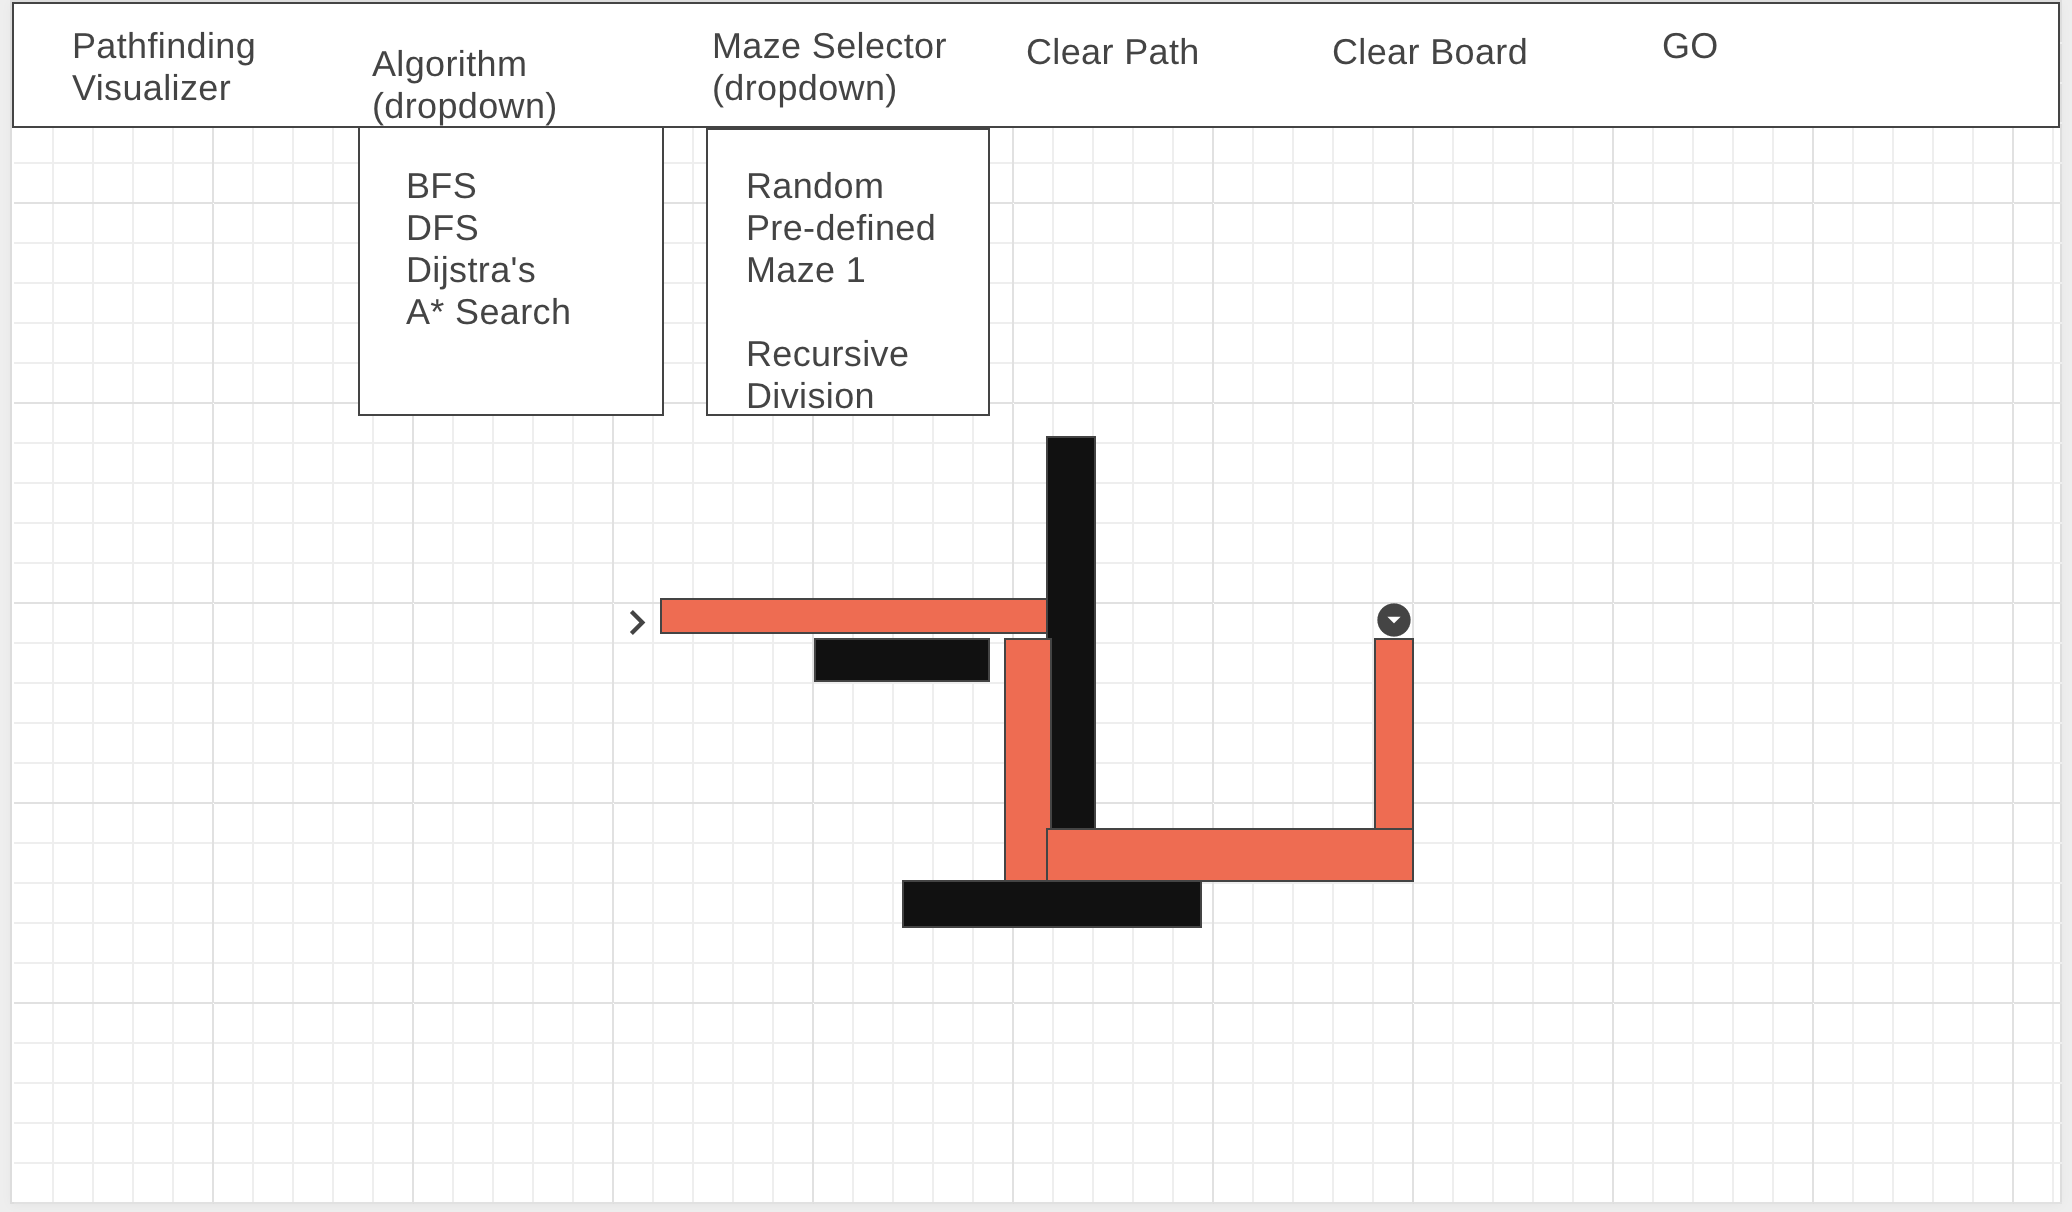 Pathfinding
Visualizer
Algorithm
(dropdown)
Maze Selector
(dropdown)
Clear Path
Clear Board
GO
BFS
DFS
Dijstra's
A* Search
Random
Pre-defined
Maze 1
Recursive
Division